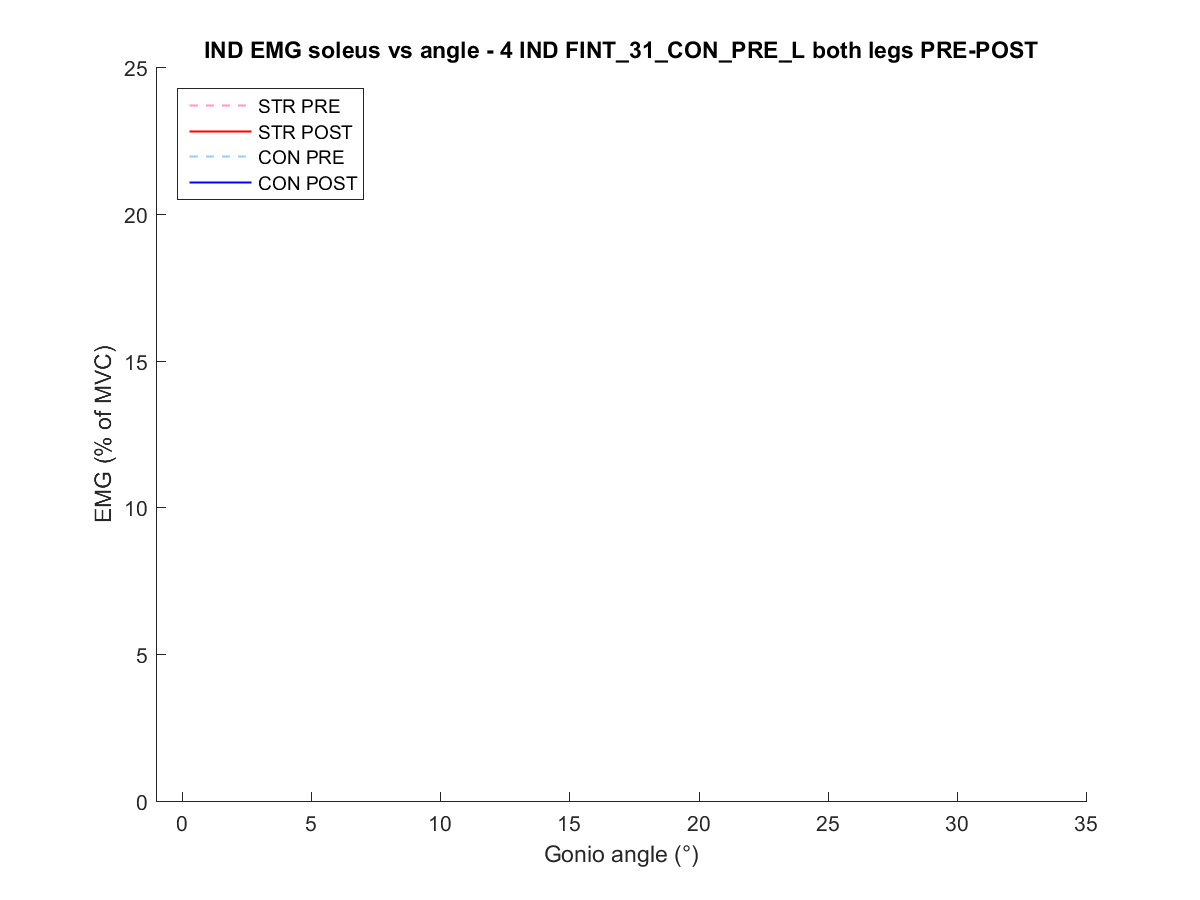 IND EMG soleus vs angle - 4 IND FINT_31_CON_PRE_L both legs PRE-POST
25
STR PRE
STR POST
CON PRE
CON POST
20
15
EMG (% of MVC)
10
5
0
0 5 10 15 20 25 30 35
Gonio angle (°)